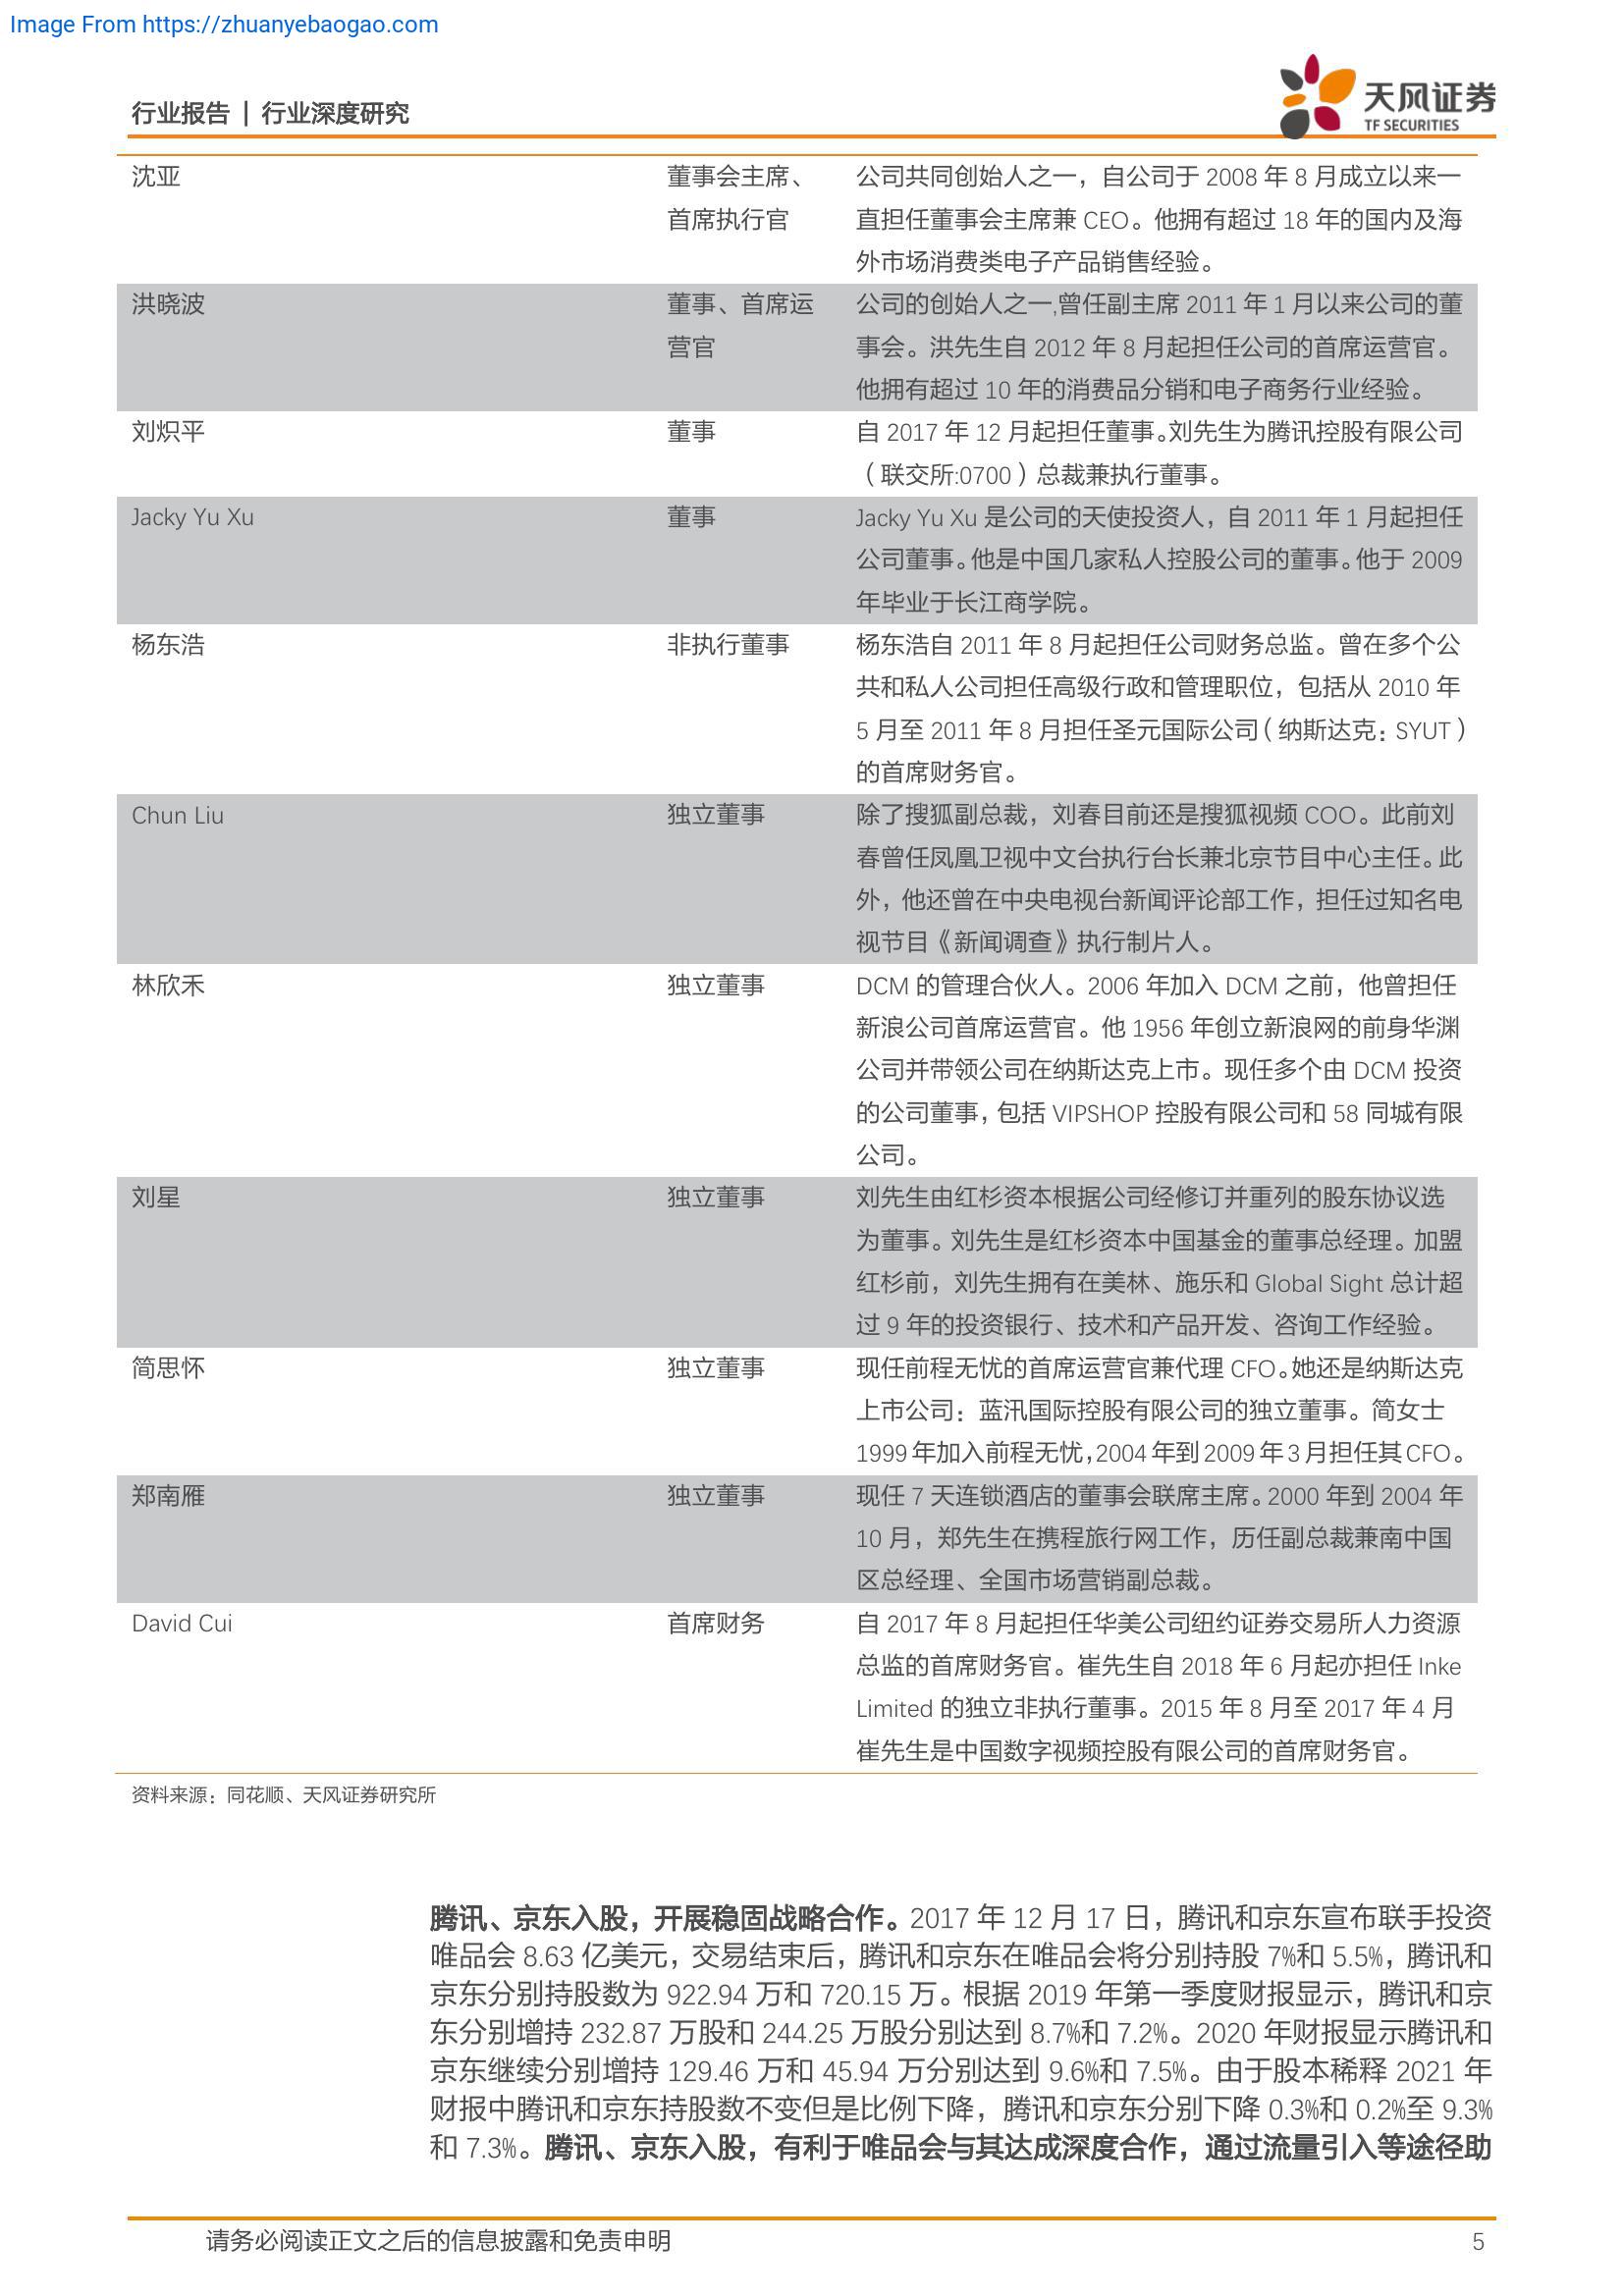 Image From https://zhuanyebaogao.com
行业报告 | 行业深度研究
天风证券
TF SECURITIES
沈亚
董事会主席、
首席执行官
公司共同创始人之一，自公司于 2008 年 8 月成立以来一
直担任董事会主席兼 CEO。他拥有超过 18 年的国内及海
外市场消费类电子产品销售经验。
洪晓波
董事、首席运
营官
公司的创始人之一,曾任副主席 2011 年 1 月以来公司的董
事会。洪先生自 2012 年 8 月起担任公司的首席运营官。
他拥有超过 10 年的消费品分销和电子商务行业经验。
刘炽平
董事
自 2017 年 12 月起担任董事。刘先生为腾讯控股有限公司
（联交所:0700）总裁兼执行董事。
Jacky Yu Xu
董事
Jacky Yu Xu 是公司的天使投资人，自 2011 年 1 月起担任
公司董事。他是中国几家私人控股公司的董事。他于 2009
年毕业于长江商学院。
杨东浩
非执行董事
杨东浩自 2011 年 8 月起担任公司财务总监。曾在多个公
共和私人公司担任高级行政和管理职位，包括从 2010 年
5 月至 2011 年 8 月担任圣元国际公司（纳斯达克：SYUT）
的首席财务官。
Chun Liu
独立董事
除了搜狐副总裁，刘春目前还是搜狐视频 COO。此前刘
春曾任凤凰卫视中文台执行台长兼北京节目中心主任。此
外，他还曾在中央电视台新闻评论部工作，担任过知名电
视节目《新闻调查》执行制片人。
林欣禾
独立董事
DCM 的管理合伙人。2006 年加入 DCM 之前，他曾担任
新浪公司首席运营官。他 1956 年创立新浪网的前身华渊
公司并带领公司在纳斯达克上市。现任多个由 DCM 投资
的公司董事，包括 VIPSHOP 控股有限公司和 58 同城有限
公司。
刘星
独立董事
刘先生由红杉资本根据公司经修订并重列的股东协议选
为董事。刘先生是红杉资本中国基金的董事总经理。加盟
红杉前，刘先生拥有在美林、施乐和 Global Sight 总计超
过 9 年的投资银行、技术和产品开发、咨询工作经验。
简思怀
独立董事
现任前程无忧的首席运营官兼代理 CFO。她还是纳斯达克
上市公司：蓝汛国际控股有限公司的独立董事。简女士
1999 年加入前程无忧，2004 年到 2009 年 3 月担任其 CFO。
郑南雁
独立董事
现任 7 天连锁酒店的董事会联席主席。2000 年到 2004 年
10 月，郑先生在携程旅行网工作，历任副总裁兼南中国
区总经理、全国市场营销副总裁。
David Cui
首席财务
自 2017 年 8 月起担任华美公司纽约证券交易所人力资源
总监的首席财务官。崔先生自 2018 年 6 月起亦担任 Inke
Limited 的独立非执行董事。2015 年 8 月至 2017 年 4 月
崔先生是中国数字视频控股有限公司的首席财务官。
资料来源：同花顺、天风证券研究所
腾讯、京东入股，开展稳固战略合作。2017 年 12 月 17 日，腾讯和京东宣布联手投资
唯品会 8.63 亿美元，交易结束后，腾讯和京东在唯品会将分别持股 7%和 5.5%，腾讯和
京东分别持股数为 922.94 万和 720.15 万。根据 2019 年第一季度财报显示，腾讯和京
东分别增持 232.87 万股和 244.25 万股分别达到 8.7%和 7.2%。2020 年财报显示腾讯和
京东继续分别增持 129.46 万和 45.94 万分别达到 9.6%和 7.5%。由于股本稀释 2021 年
财报中腾讯和京东持股数不变但是比例下降，腾讯和京东分别下降 0.3%和 0.2%至 9.3%
和 7.3%。腾讯、京东入股，有利于唯品会与其达成深度合作，通过流量引入等途径助
请务必阅读正文之后的信息披露和免责申明
5